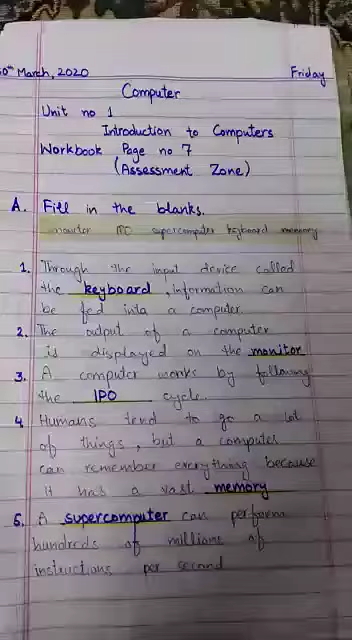 0th March, 2020 Friday
Computer
Unit no 1
Introduction to Computers
Workbook Page no 7
(Assessment Zone)
A. Fill in the blanks.
monitor IPO supercomputer keyboard memory
1. Through the input device called
the keyboard, information can
be fed into a computer.
2. The output of a computer
is displayed on the monitor
3. A computer works by following
the IPO cycle.
4. Humans tend to go a lot
of things, but a computer
can remember everything because
it has a vast memory
5. A supercomputer can perform
hundreds of millions of
instructions per second